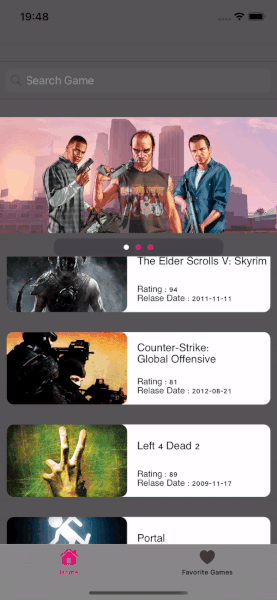 19:48
Search Game
The Elder Scrolls V: Skyrim
Rating : 94
Relase Date : 2011-11-11
Counter-Strike:
Global Offensive
Rating : 81
Relase Date : 2012-08-21
Left 4 Dead 2
Rating : 89
Relase Date : 2009-11-17
Portal
Home
Favorite Games